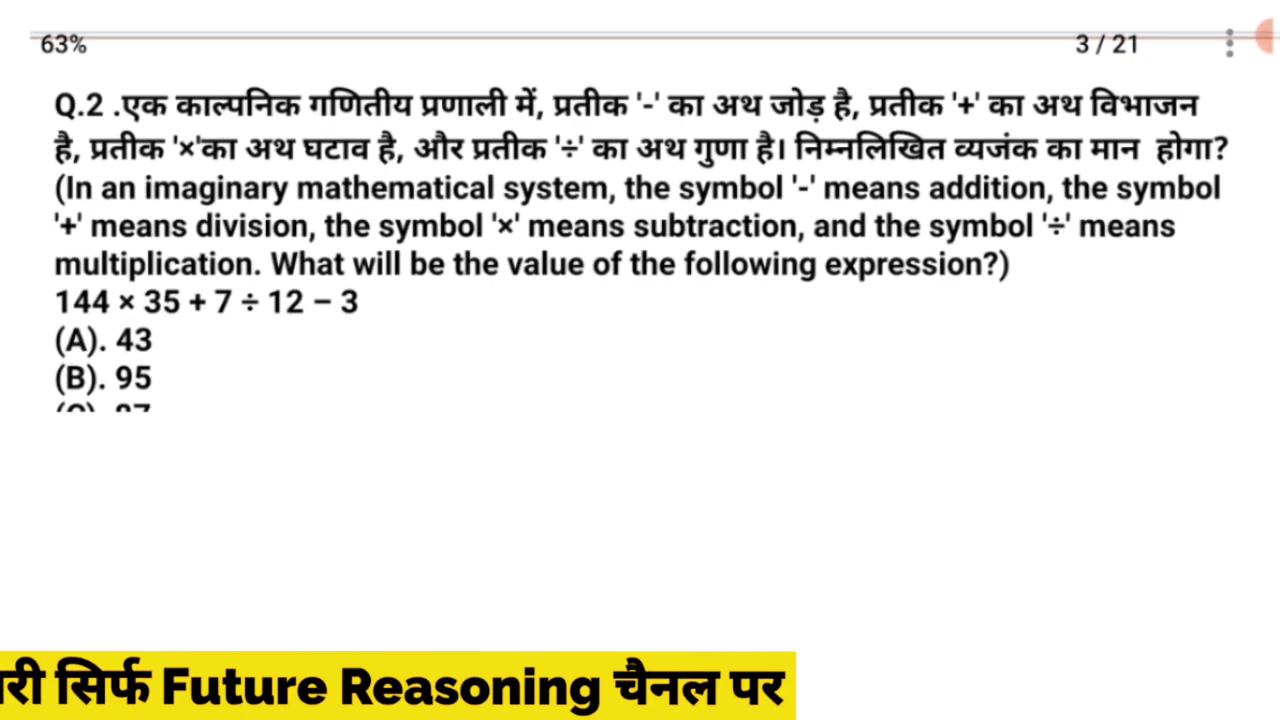 63%
3 / 21
Q.2 .एक काल्पनिक गणितीय प्रणाली में, प्रतीक '-' का अथ जोड़ है, प्रतीक '+' का अथ विभाजन
है, प्रतीक '×'का अथ घटाव है, और प्रतीक '÷' का अथ गुणा है। निम्नलिखित व्यजंक का मान होगा?
(In an imaginary mathematical system, the symbol '-' means addition, the symbol
'+' means division, the symbol '×' means subtraction, and the symbol '÷' means
multiplication. What will be the value of the following expression?)
144 × 35 + 7 ÷ 12 – 3
(A). 43
(B). 95
सिर्फ Future Reasoning चैनल पर